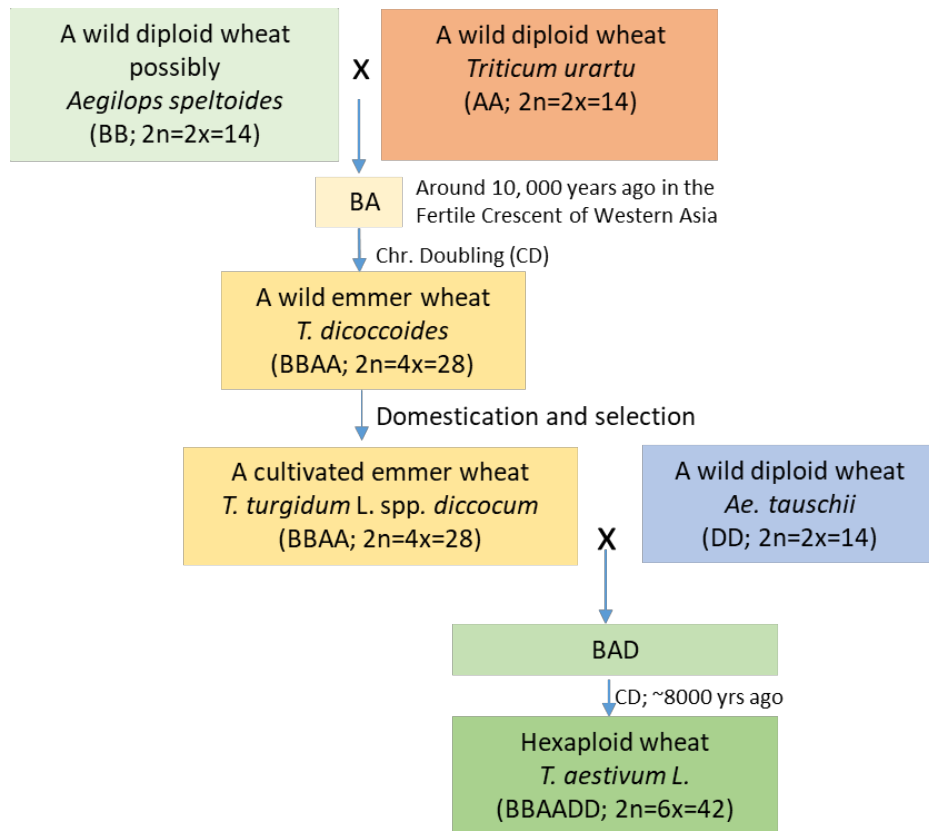 A wild diploid wheat
possibly
Aegilops speltoides
(BB; 2n=2x=14)
X
A wild diploid wheat
Triticum urartu
(AA; 2n=2x=14)
BA
Around 10, 000 years ago in the
Fertile Crescent of Western Asia
Chr. Doubling (CD)
A wild emmer wheat
T. dicoccoides
(BBAA; 2n=4x=28)
Domestication and selection
A cultivated emmer wheat
T. turgidum L. spp. diccocum
(BBAA; 2n=4x=28)
X
A wild diploid wheat
Ae. tauschii
(DD; 2n=2x=14)
BAD
CD; ~8000 yrs ago
Hexaploid wheat
T. aestivum L.
(BBAADD; 2n=6x=42)